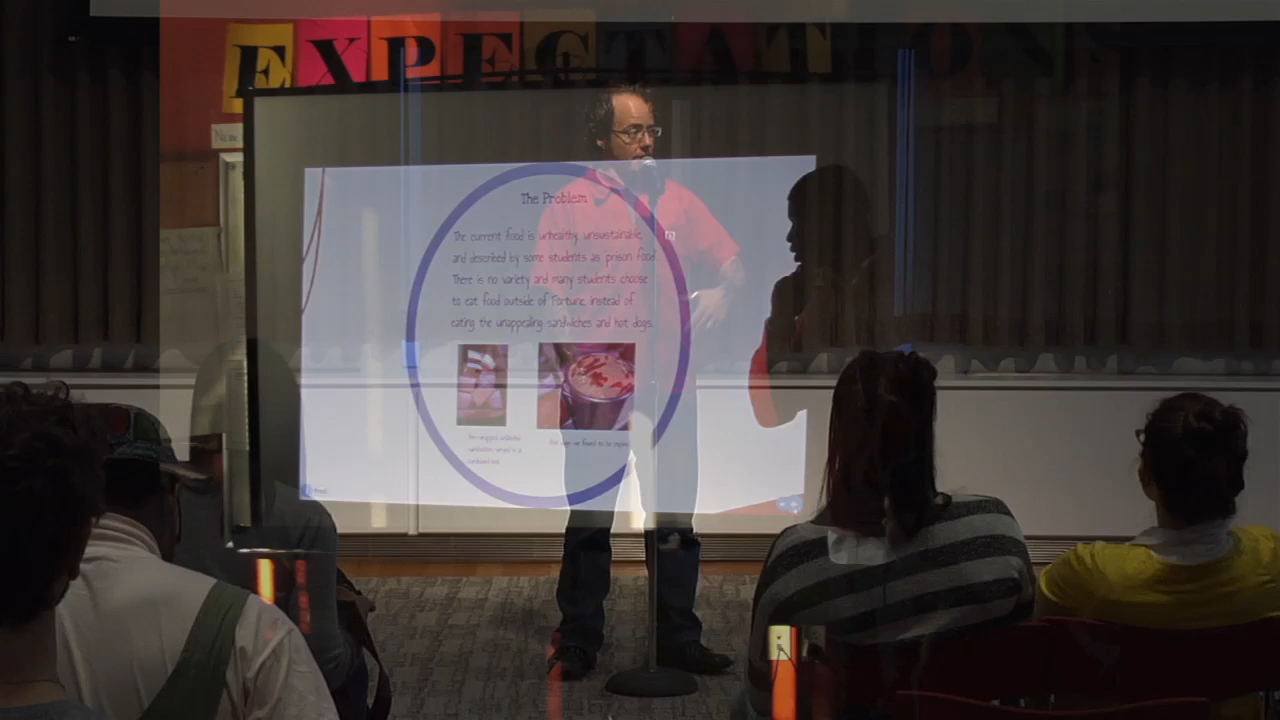 EXPECTATIONS
Name
The Problem
The current food is unhealthy, unsustainable,
and described by some students as prison food.
There is no variety and many students choose
to eat food outside of Fortune instead of
eating the unappealing sandwiches and hot dogs.